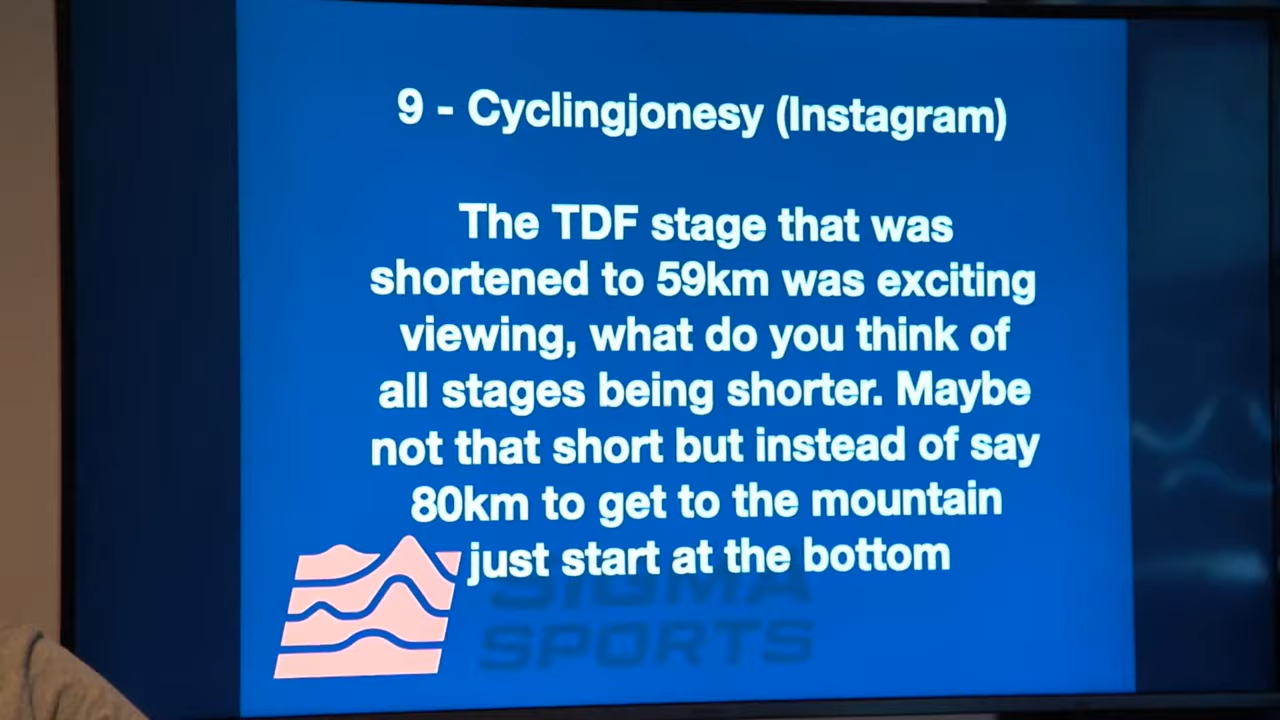 9 - Cyclingjonesy (Instagram)
The TDF stage that was
shortened to 59km was exciting
viewing, what do you think of
all stages being shorter. Maybe
not that short but instead of say
80km to get to the mountain
just start at the bottom
SIGMA
SPORTS